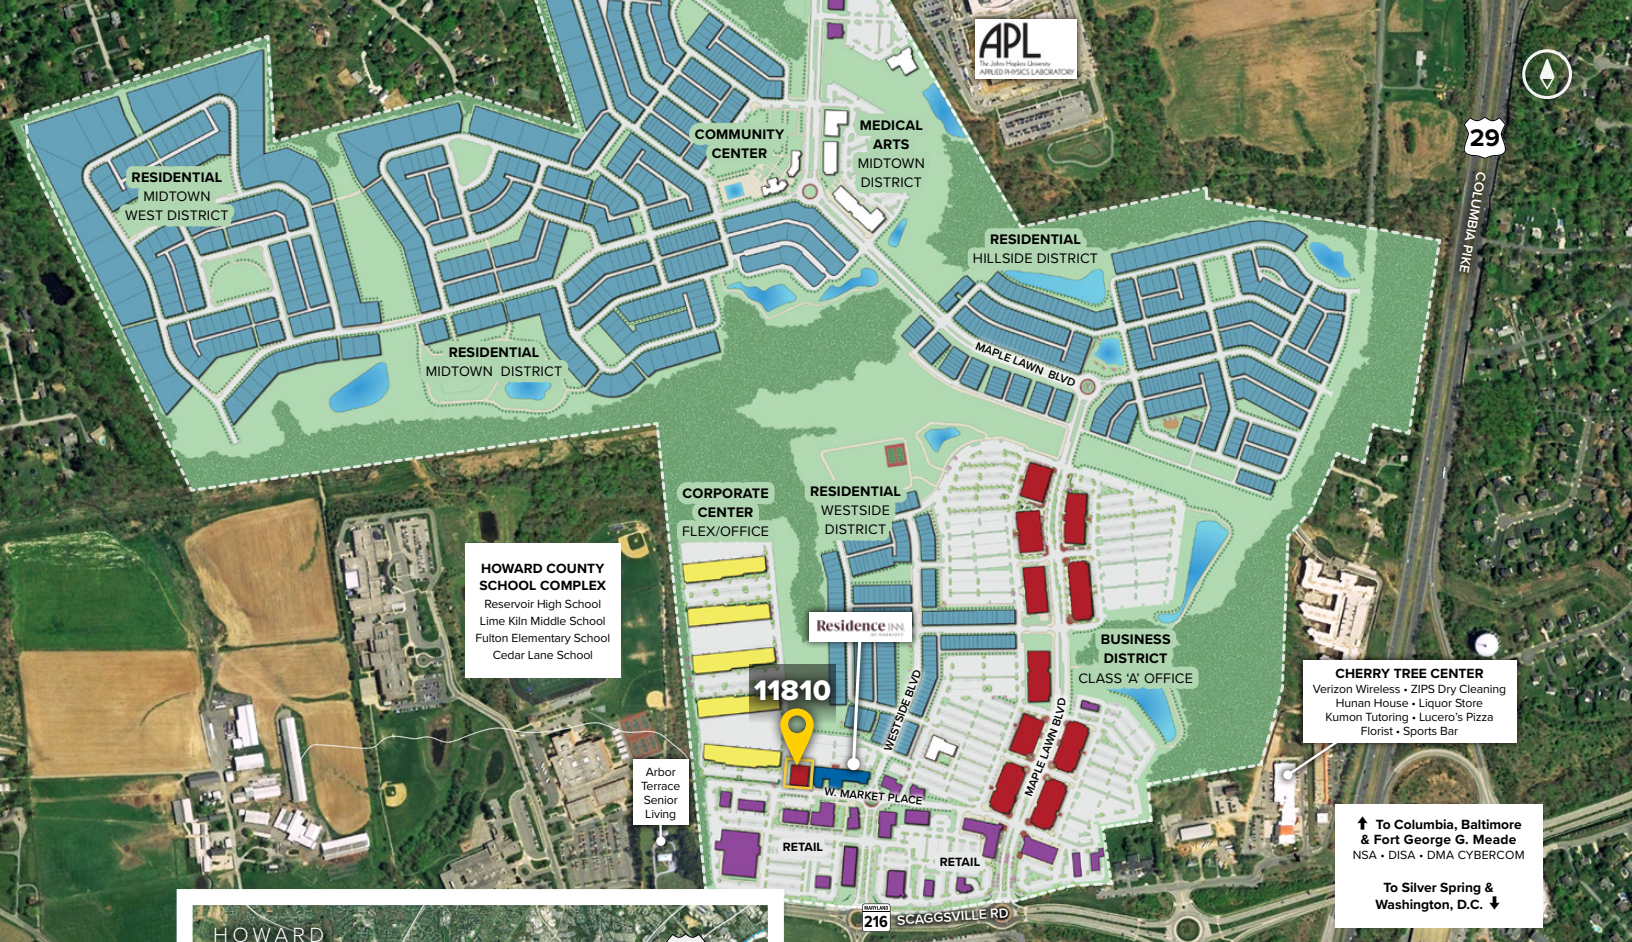 APL
The Johns Hopkins University
APPLIED PHYSICS LABORATORY
29
COLUMBIA PIKE
COMMUNITY
CENTER
MEDICAL
ARTS
MIDTOWN
DISTRICT
RESIDENTIAL
MIDTOWN
WEST DISTRICT
RESIDENTIAL
HILLSIDE DISTRICT
RESIDENTIAL
MIDTOWN DISTRICT
MAPLE LAWN BLVD
CORPORATE
CENTER
FLEX/OFFICE
RESIDENTIAL
WESTSIDE
DISTRICT
HOWARD COUNTY
SCHOOL COMPLEX
Reservoir High School
Lime Kiln Middle School
Fulton Elementary School
Cedar Lane School
Residence INN.
BY MARRIOTT
BUSINESS
DISTRICT
CLASS ‘A’ OFFICE
11810
WESTSIDE BLVD
MAPLE LAWN BLVD
CHERRY TREE CENTER
Verizon Wireless • ZIPS Dry Cleaning
Hunan House • Liquor Store
Kumon Tutoring • Lucero’s Pizza
Florist • Sports Bar
Arbor
Terrace
Senior
Living
W. MARKET PLACE
RETAIL
RETAIL
To Columbia, Baltimore
& Fort George G. Meade
NSA • DISA • DMA CYBERCOM
To Silver Spring &
Washington, D.C.
MARYLAND
216
SCAGGSVILLE RD
HOWARD